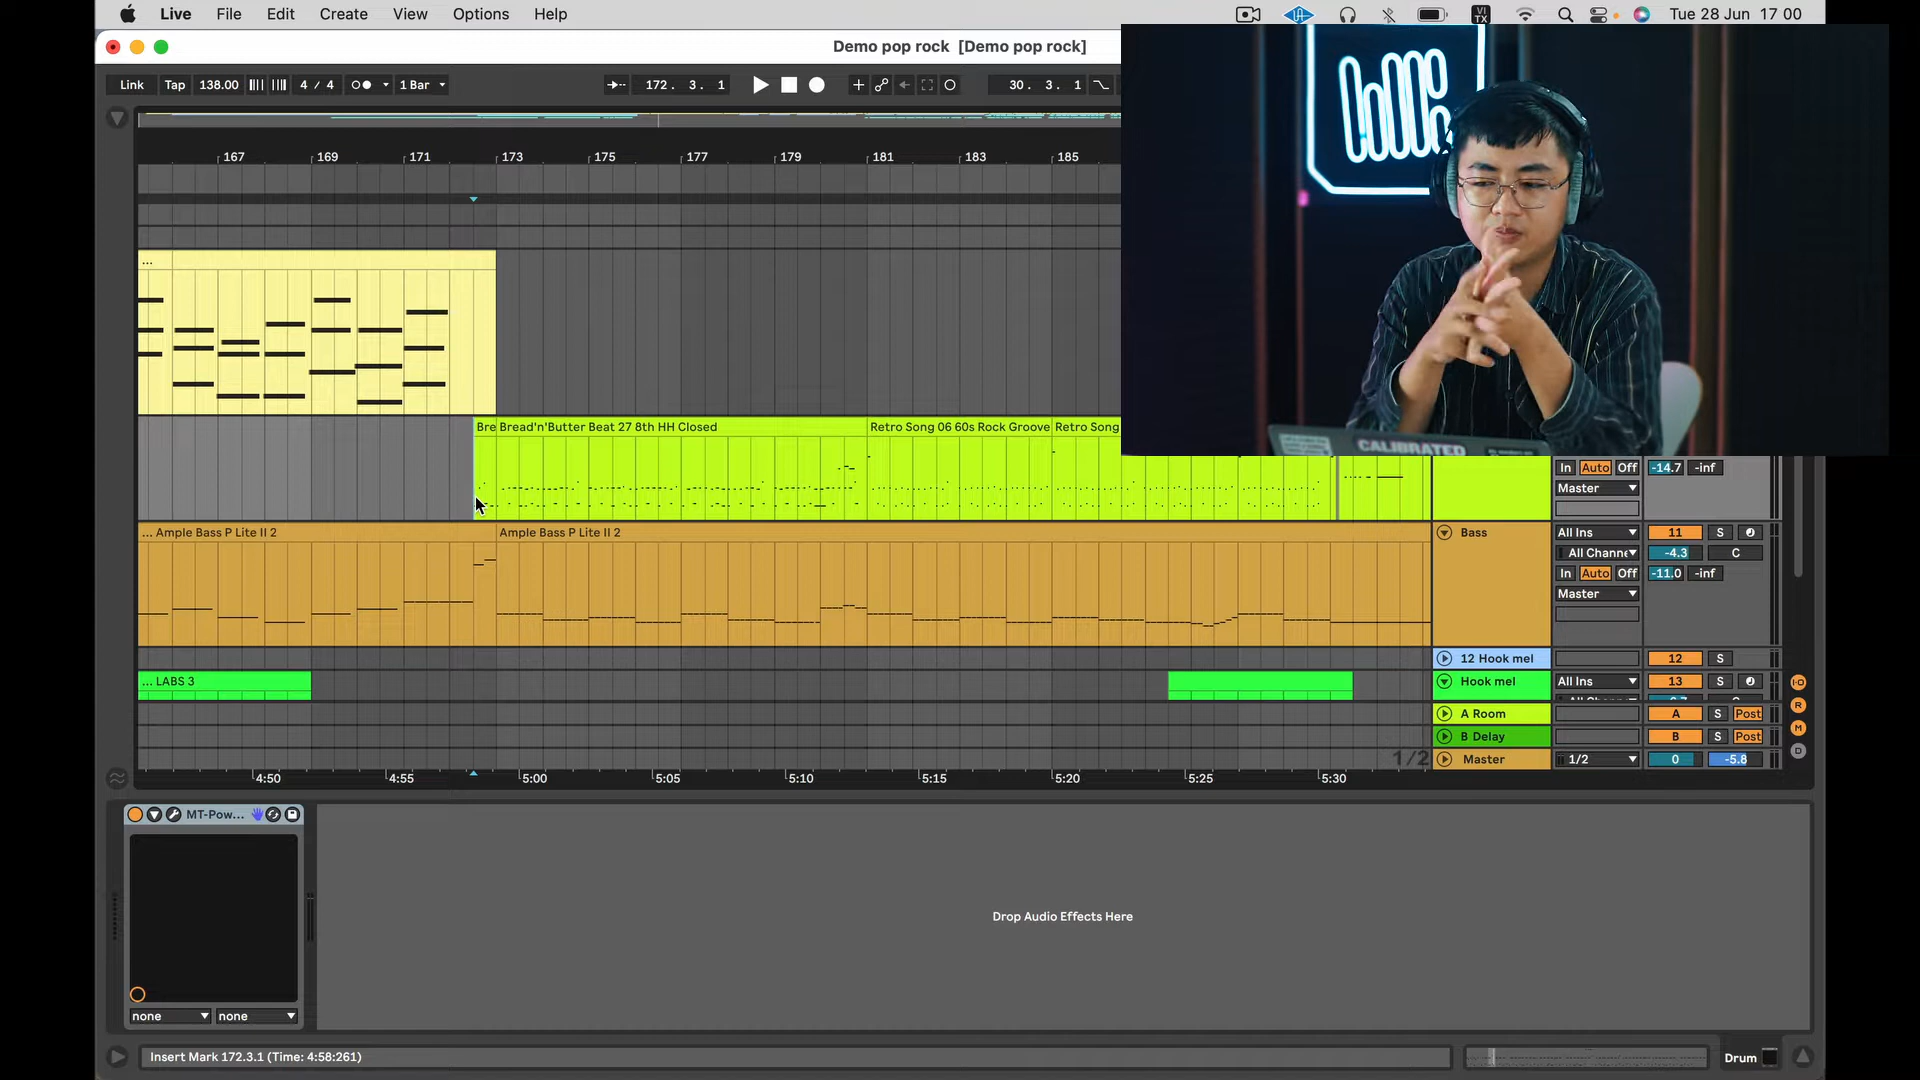 Live File Edit Create View Options Help
VI
TX
Tue 28 Jun 17 00
Demo pop rock [Demo pop rock]
Link Tap 138.00 4 / 4 1 Bar 172. 3. 1 30. 3. 1
167 169 171 173 175 177 179 181 183 185
...
Bre Bread'n'Butter Beat 27 8th HH Closed Retro Song 06 60s Rock Groove Retro Song
CALIBRATED
In Auto Off -14.7 -inf
Master
... Ample Bass P Lite II 2 Ample Bass P Lite II 2 Bass All Ins 11 S
All Channe -4.3 C
In Auto Off -11.0 -inf
Master
12 Hook mel 12 S
... LABS 3 Hook mel All Ins 13 S
A Room A S Post
B Delay B S Post
1/2 Master 1/2 0 -5.8
4:50 4:55 5:00 5:05 5:10 5:15 5:20 5:25 5:30
I·O
R
M
D
MT-Pow...
Drop Audio Effects Here
none none
Insert Mark 172.3.1 (Time: 4:58:261) Drum